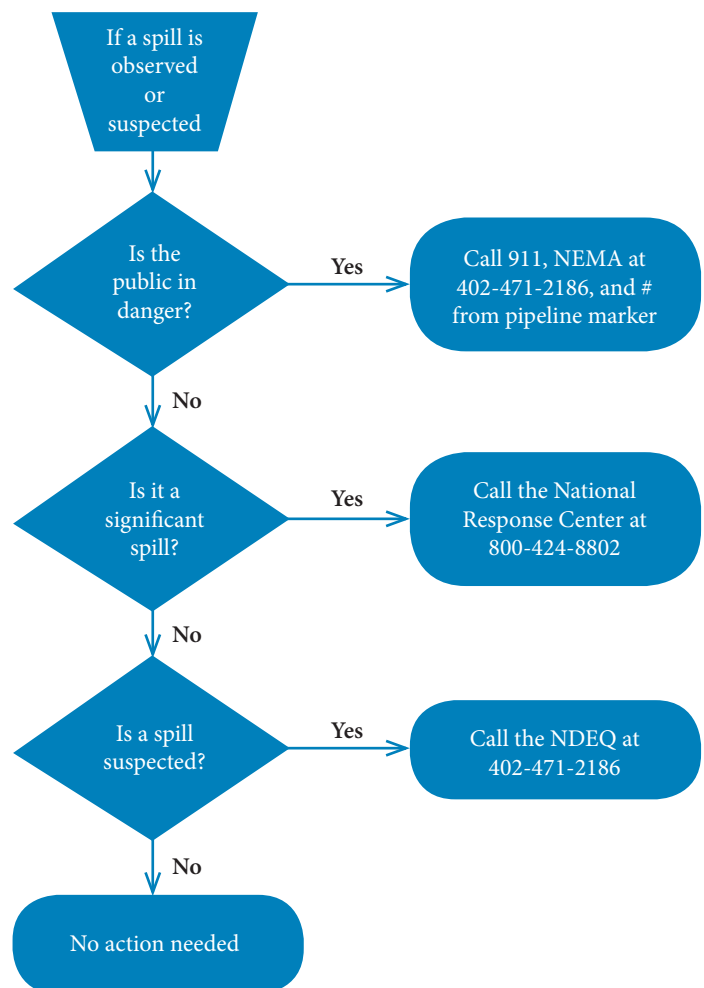 If a spill is
observed
or
suspected
Is the
public in
danger?
Yes
Call 911, NEMA at
402-471-2186, and #
from pipeline marker
No
Is it a
significant
spill?
Yes
Call the National
Response Center at
800-424-8802
No
Is a spill
suspected?
Yes
Call the NDEQ at
402-471-2186
No
No action needed